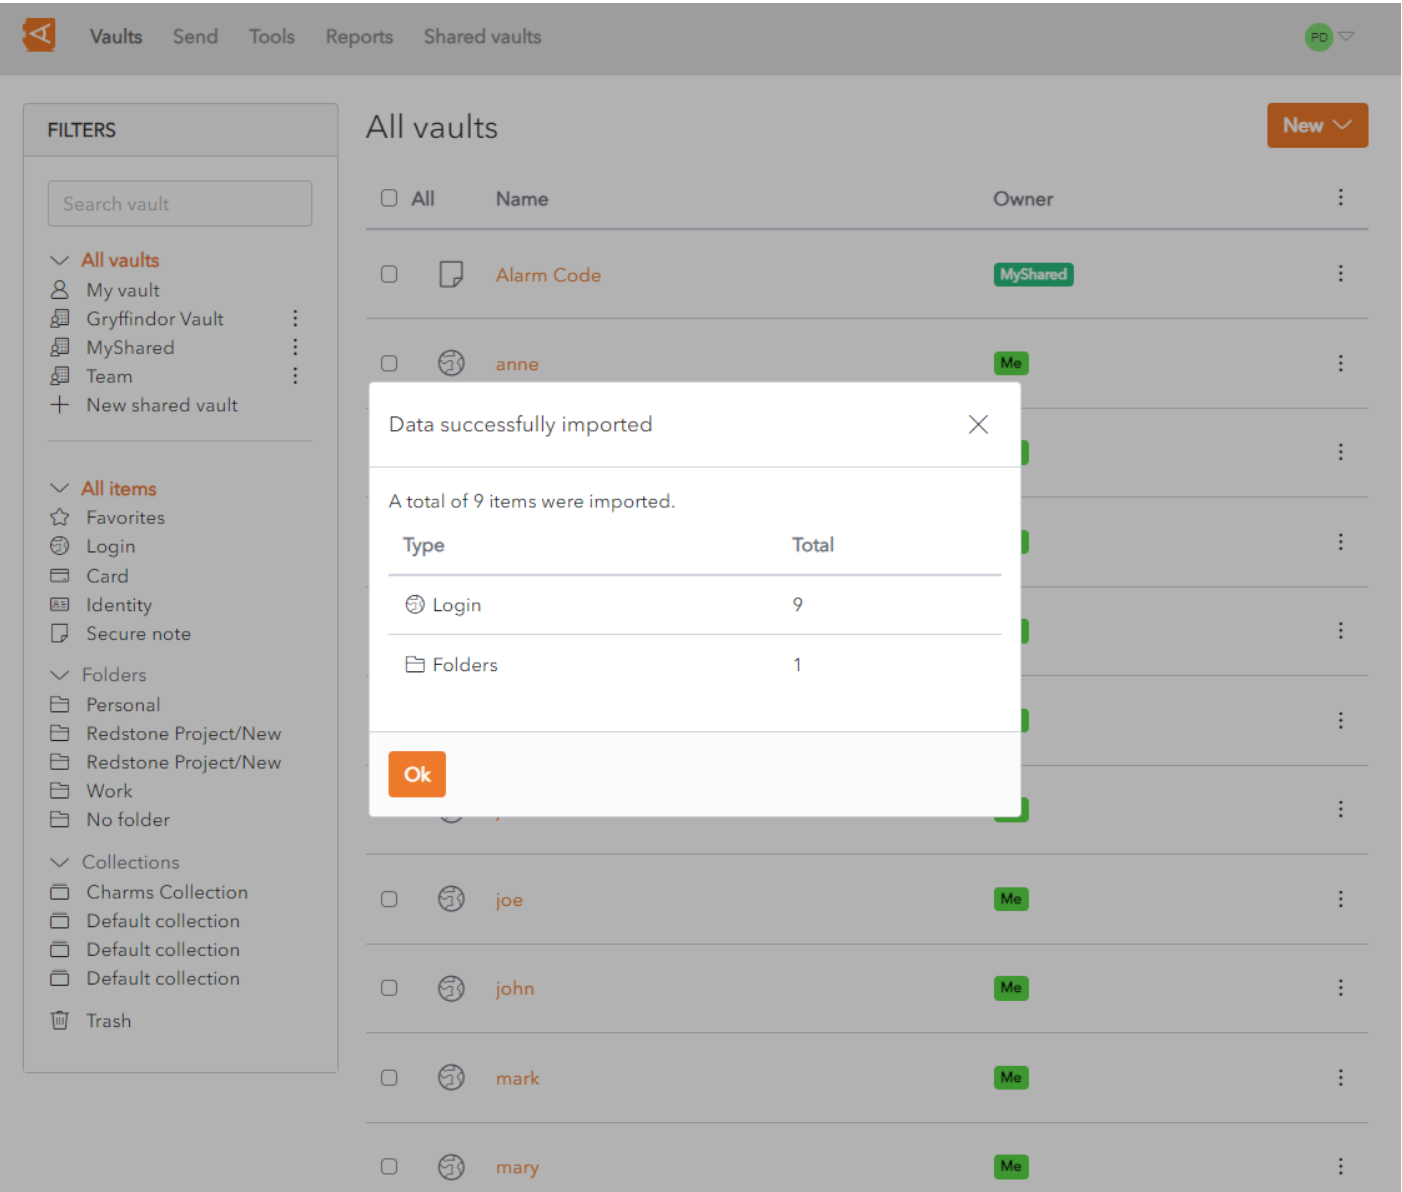 Vaults Send Tools Reports Shared vaults
PD
FILTERS
Search vault
All vaults
My vault
Gryffindor Vault
MyShared
Team
New shared vault
All items
Favorites
Login
Card
Identity
Secure note
Folders
Personal
Redstone Project/New
Redstone Project/New
Work
No folder
Collections
Charms Collection
Default collection
Default collection
Default collection
Trash
All vaults
New
All Name Owner
Alarm Code MyShared
anne Me
Data successfully imported
A total of 9 items were imported.
Type Total
Login 9
Folders 1
Ok
joe Me
john Me
mark Me
mary Me